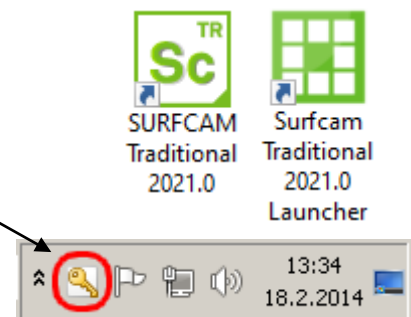 TR
Sc
SURFCAM
Traditional
2021.0
Surfcam
Traditional
2021.0
Launcher
13:34
18.2.2014